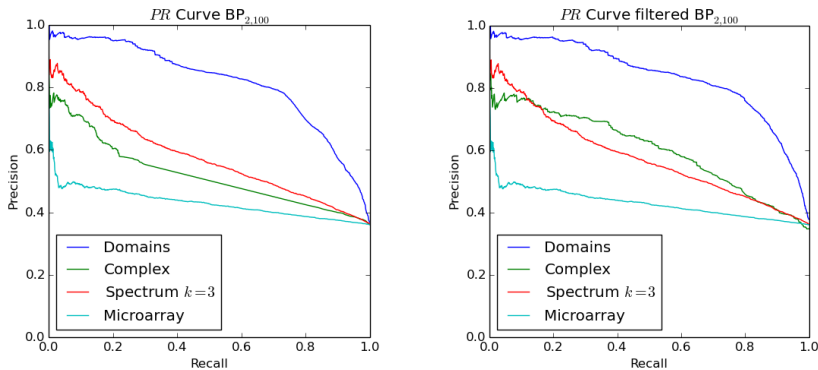 PR Curve BP2,100
1.0
0.8
0.6
0.4
0.2
0.0
Precision
Domains
Complex
Spectrum k=3
Microarray
0.0 0.2 0.4 0.6 0.8 1.0
Recall
PR Curve filtered BP2,100
1.0
0.8
0.6
0.4
0.2
0.0
Precision
Domains
Complex
Spectrum k=3
Microarray
0.0 0.2 0.4 0.6 0.8 1.0
Recall